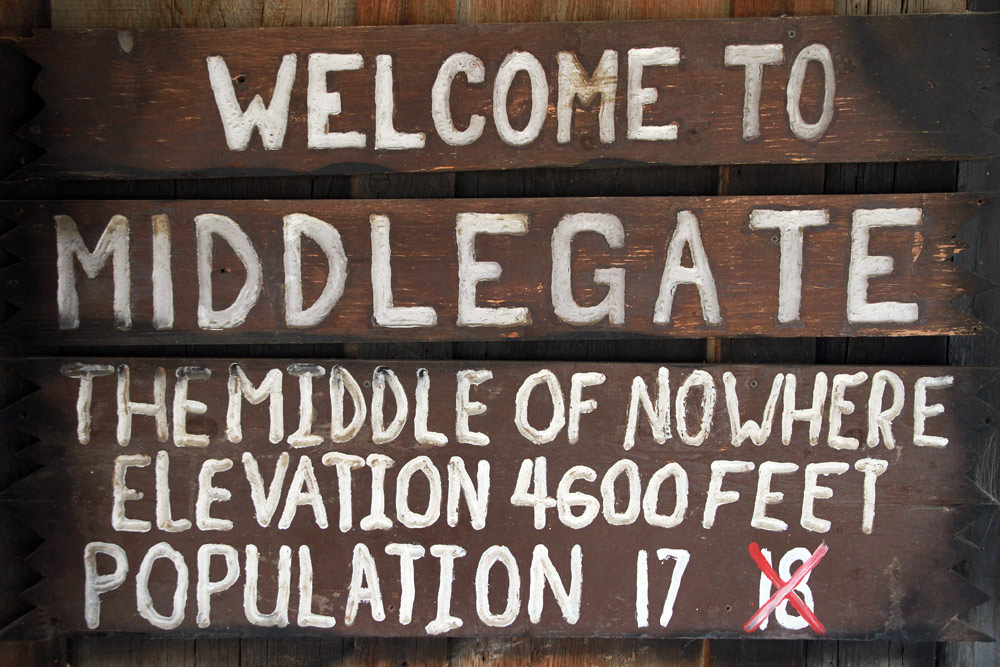 WELCOME TO
MIDDLEGATE
THE MIDDLE OF NOWHERE
ELEVATION 4600 FEET
POPULATION 17 18